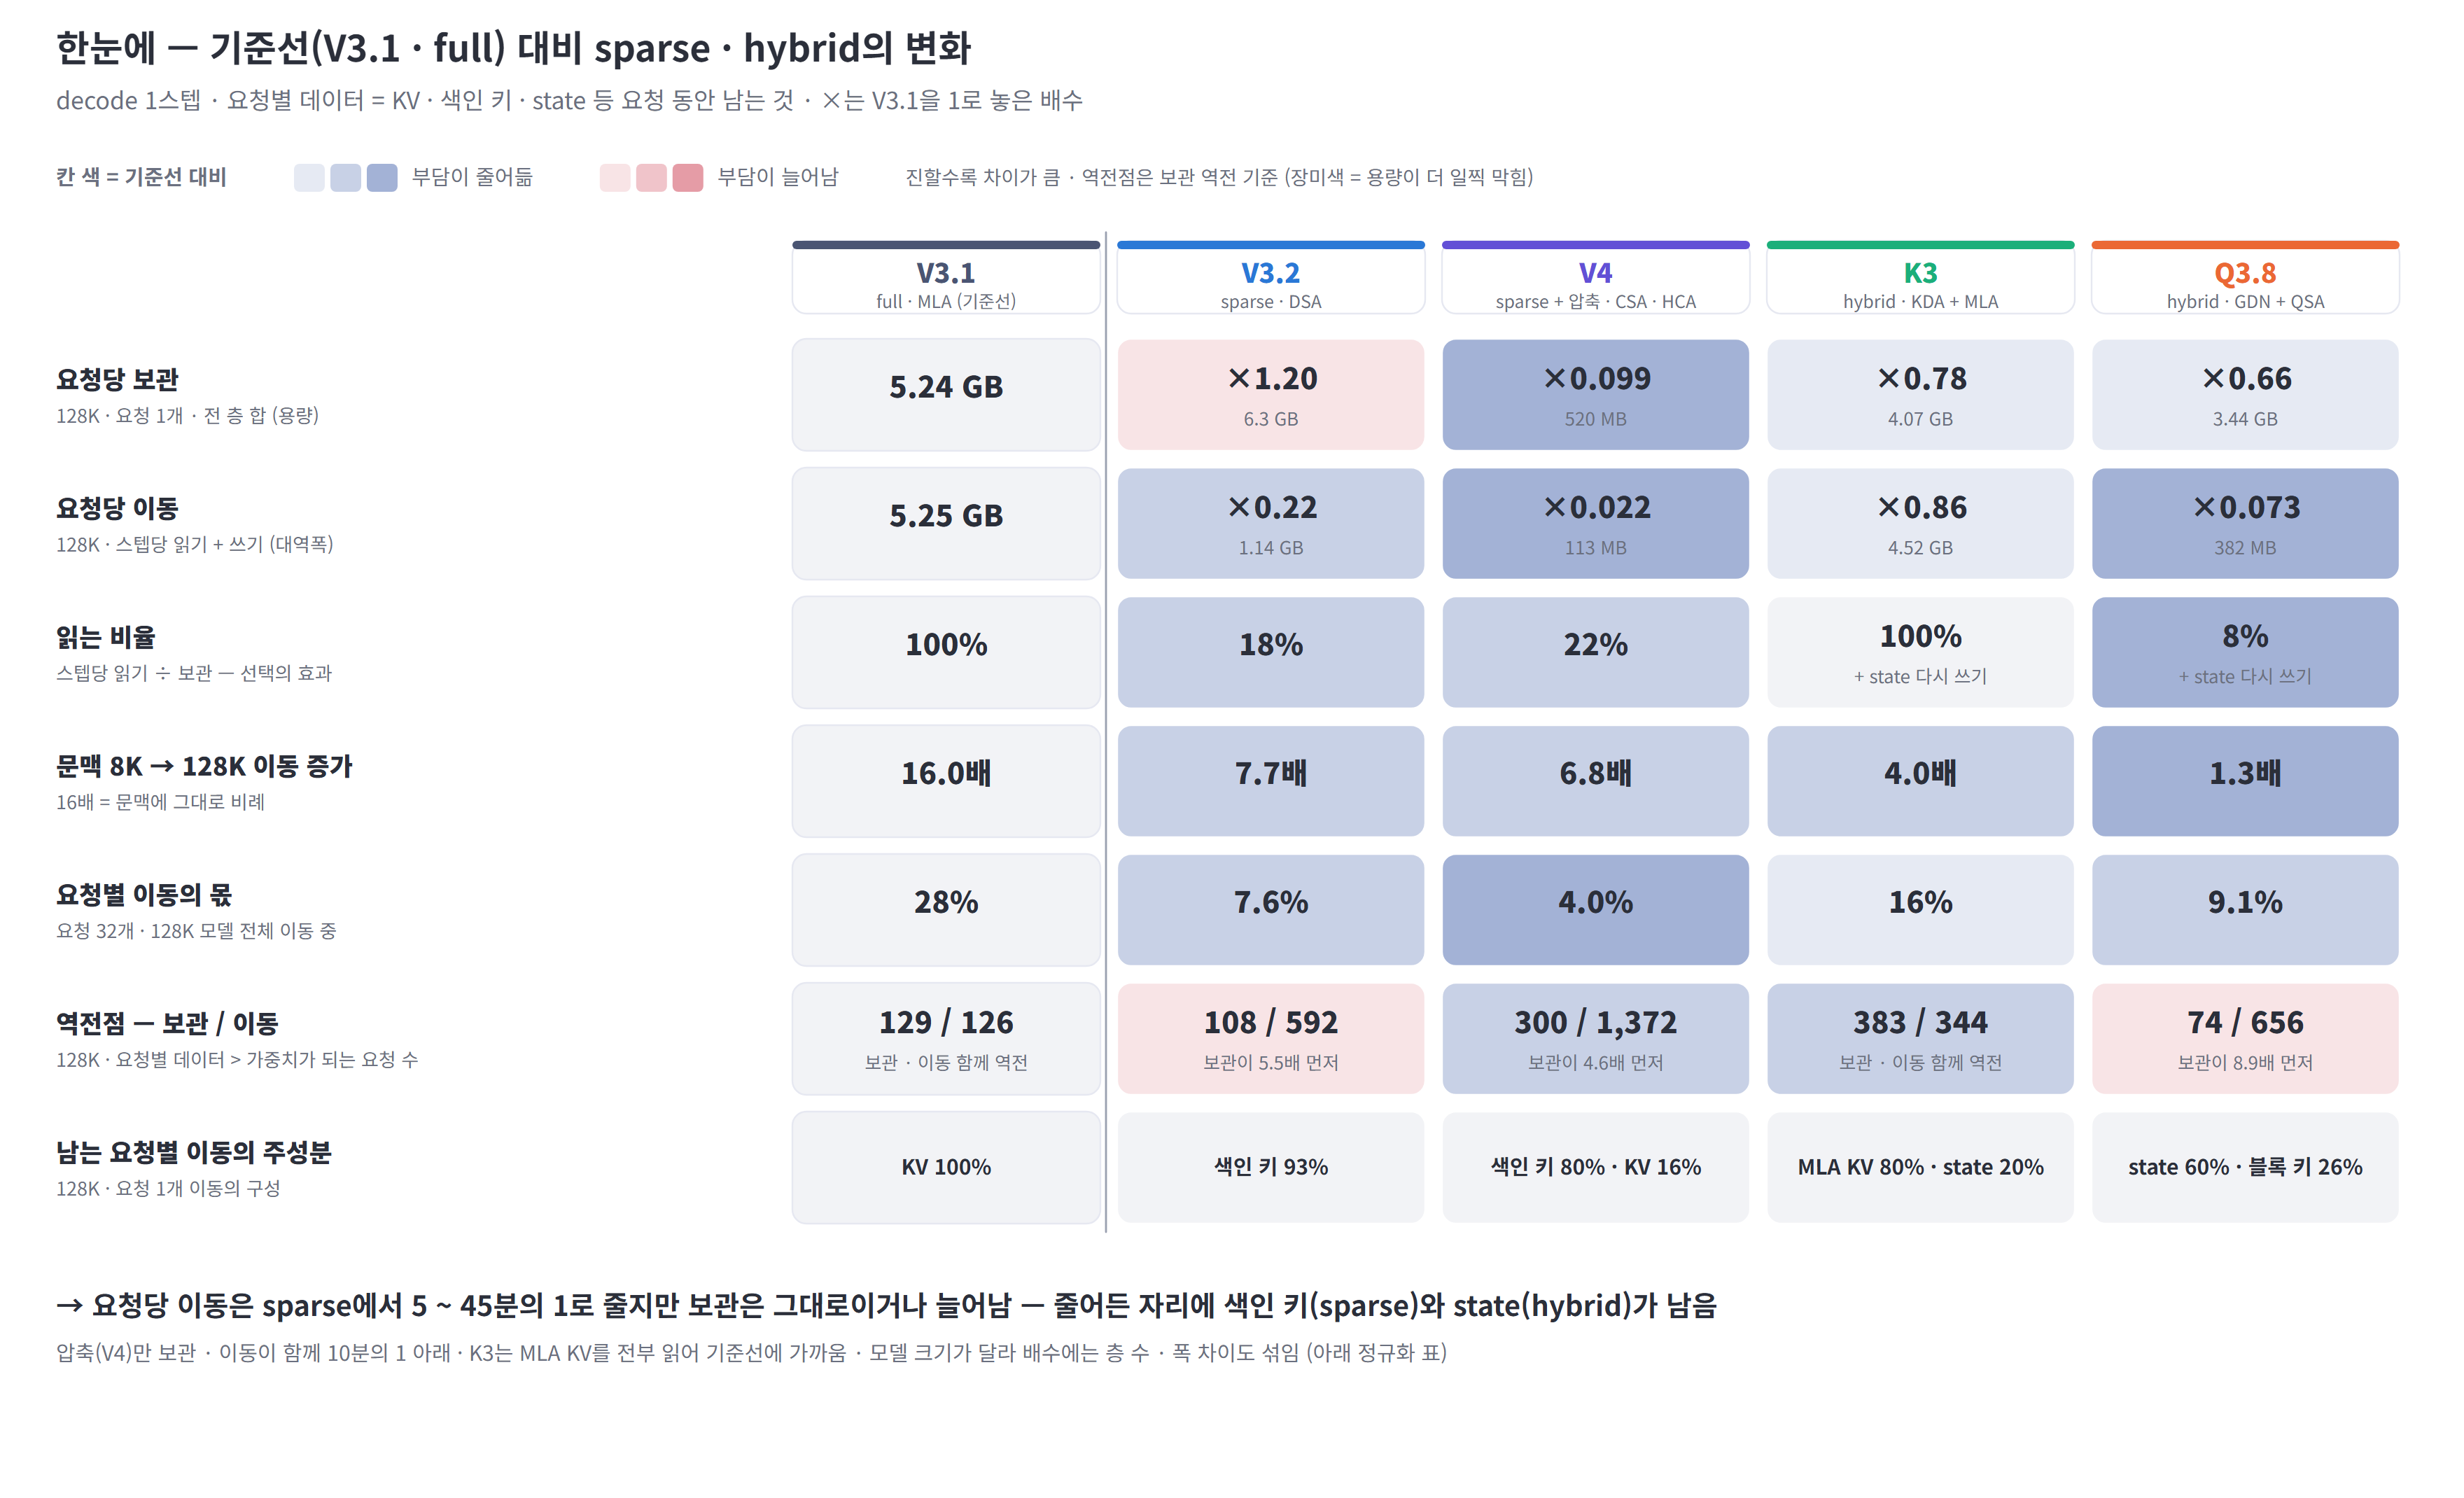 한눈에 — 기준선(V3.1 · full) 대비 sparse · hybrid의 변화
decode 1스텝 · 요청별 데이터 = KV · 색인 키 · state 등 요청 동안 남는 것 · ×는 V3.1을 1로 놓은 배수
칸 색 = 기준선 대비 부담이 줄어듦 부담이 늘어남 진할수록 차이가 큼 · 역전점은 보관 역전 기준 (장미색 = 용량이 더 일찍 막힘)
V3.1 V3.2 V4 K3 Q3.8
full · MLA (기준선) sparse · DSA sparse + 압축 · CSA · HCA hybrid · KDA + MLA hybrid · GDN + QSA
요청당 보관 5.24 GB ×1.20 ×0.099 ×0.78 ×0.66
128K · 요청 1개 · 전 층 합 (용량) 6.3 GB 520 MB 4.07 GB 3.44 GB
요청당 이동 5.25 GB ×0.22 ×0.022 ×0.86 ×0.073
128K · 스텝당 읽기 + 쓰기 (대역폭) 1.14 GB 113 MB 4.52 GB 382 MB
읽는 비율 100% 18% 22% 100% 8%
스텝당 읽기 ÷ 보관 — 선택의 효과 + state 다시 쓰기 + state 다시 쓰기
문맥 8K → 128K 이동 증가 16.0배 7.7배 6.8배 4.0배 1.3배
16배 = 문맥에 그대로 비례
요청별 이동의 몫 28% 7.6% 4.0% 16% 9.1%
요청 32개 · 128K 모델 전체 이동 중
역전점 — 보관 / 이동 129 / 126 108 / 592 300 / 1,372 383 / 344 74 / 656
128K · 요청별 데이터 > 가중치가 되는 요청 수 보관 · 이동 함께 역전 보관이 5.5배 먼저 보관이 4.6배 먼저 보관 · 이동 함께 역전 보관이 8.9배 먼저
남는 요청별 이동의 주성분 KV 100% 색인 키 93% 색인 키 80% · KV 16% MLA KV 80% · state 20% state 60% · 블록 키 26%
128K · 요청 1개 이동의 구성
→ 요청당 이동은 sparse에서 5 ~ 45분의 1로 줄지만 보관은 그대로이거나 늘어남 — 줄어든 자리에 색인 키(sparse)와 state(hybrid)가 남음
압축(V4)만 보관 · 이동이 함께 10분의 1 아래 · K3는 MLA KV를 전부 읽어 기준선에 가까움 · 모델 크기가 달라 배수에는 층 수 · 폭 차이도 섞임 (아래 정규화 표)